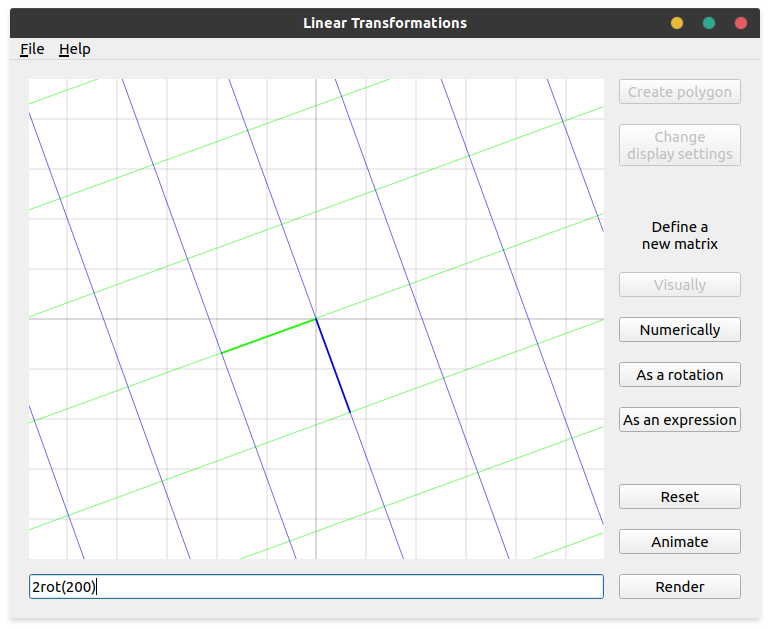 Linear Transformations
File Help
Create polygon
Change
display settings
Define a
new matrix
Visually
Numerically
As a rotation
As an expression
Reset
Animate
2rot(200)
Render